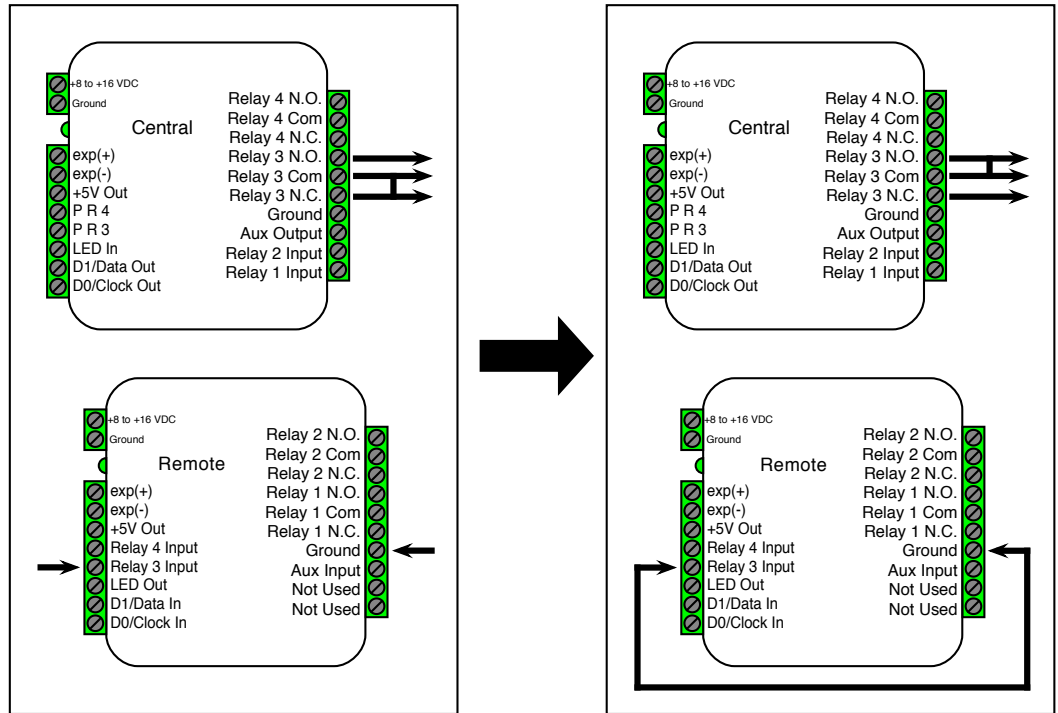 +8 to +16 VDC
Ground
Central
exp(+)
exp(-)
+5V Out
P R 4
P R 3
LED In
D1/Data Out
D0/Clock Out
Relay 4 N.O.
Relay 4 Com
Relay 4 N.C.
Relay 3 N.O.
Relay 3 Com
Relay 3 N.C.
Ground
Aux Output
Relay 2 Input
Relay 1 Input
+8 to +16 VDC
Ground
Remote
exp(+)
exp(-)
+5V Out
Relay 4 Input
Relay 3 Input
LED Out
D1/Data In
D0/Clock In
Relay 2 N.O.
Relay 2 Com
Relay 2 N.C.
Relay 1 N.O.
Relay 1 Com
Relay 1 N.C.
Ground
Aux Input
Not Used
Not Used
+8 to +16 VDC
Ground
Central
exp(+)
exp(-)
+5V Out
P R 4
P R 3
LED In
D1/Data Out
D0/Clock Out
Relay 4 N.O.
Relay 4 Com
Relay 4 N.C.
Relay 3 N.O.
Relay 3 Com
Relay 3 N.C.
Ground
Aux Output
Relay 2 Input
Relay 1 Input
+8 to +16 VDC
Ground
Remote
exp(+)
exp(-)
+5V Out
Relay 4 Input
Relay 3 Input
LED Out
D1/Data In
D0/Clock In
Relay 2 N.O.
Relay 2 Com
Relay 2 N.C.
Relay 1 N.O.
Relay 1 Com
Relay 1 N.C.
Ground
Aux Input
Not Used
Not Used